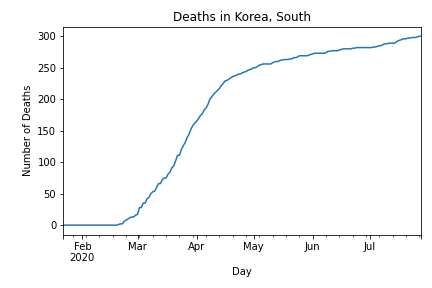 Deaths in Korea, South
300
250
200
150
100
50
0
Number of Deaths
Feb
2020
Mar
Apr
May
Jun
Jul
Day